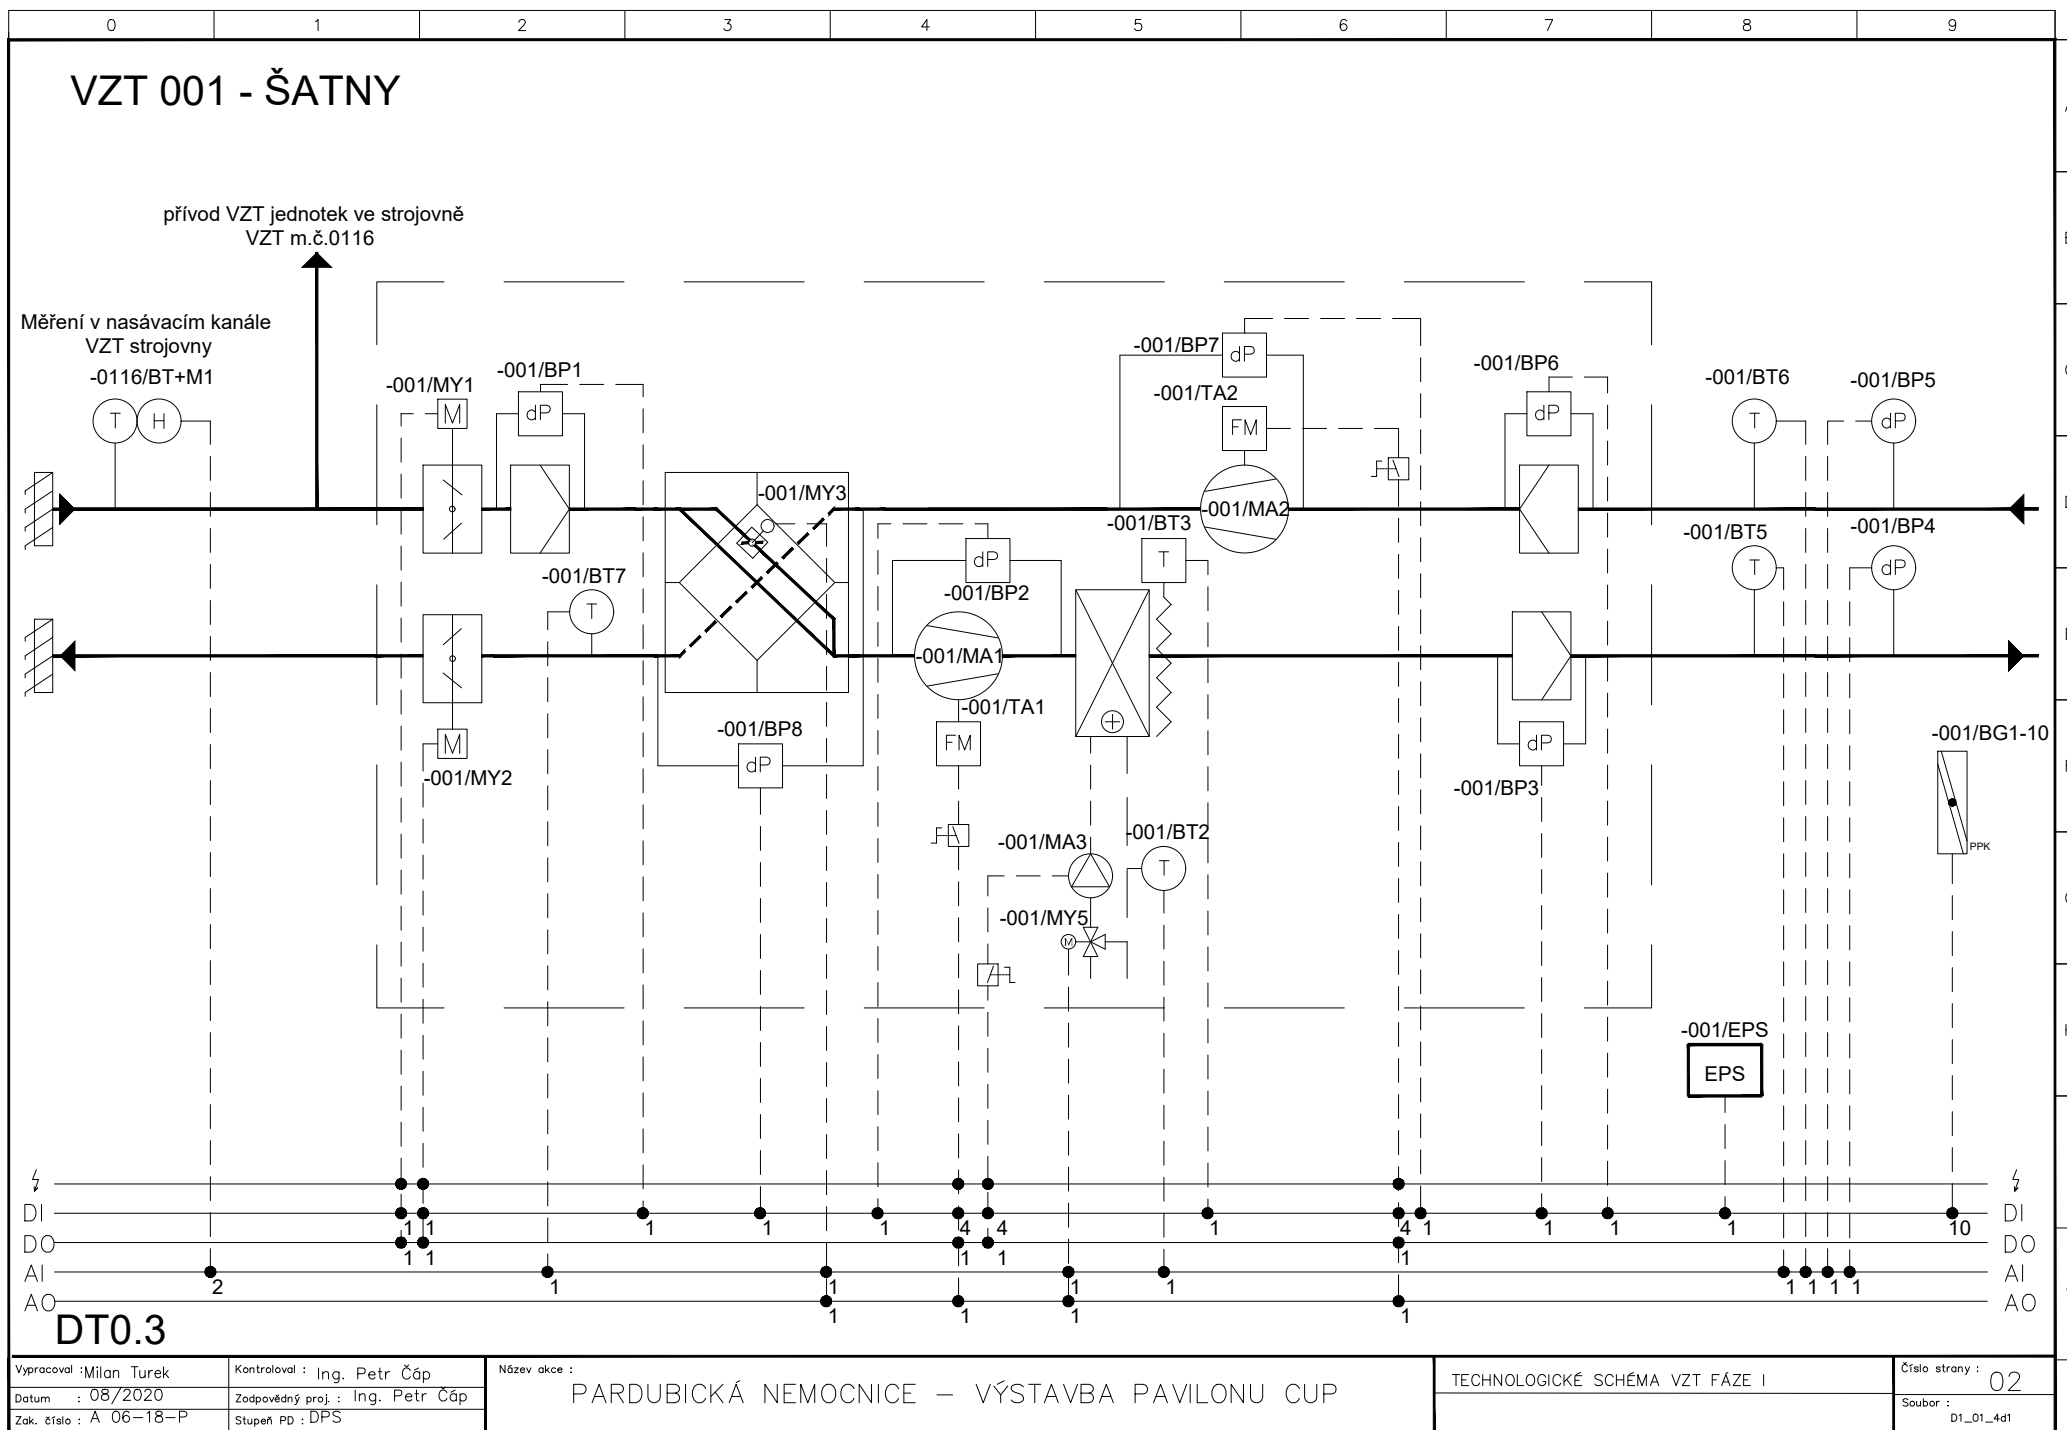 0 1 2 3 4 5 6 7 8 9
VZT 001 - ŠATNY
přívod VZT jednotek ve strojovně
VZT m.č.0116
Měření v nasávacím kanále
VZT strojovny
-0116/BT+M1
T H
-001/MY1
M
-001/BP1
dP
-001/BP7
dP
-001/TA2
FM
-001/MA2
-001/BP6
dP
-001/BT6
T
-001/BP5
dP
-001/MY3
-001/BT3
T
-001/BT5
T
-001/BP4
dP
-001/BT7
T
dP
-001/BP2
-001/MA1
-001/TA1
FM
M
-001/MY2
-001/BP8
dP
dP
-001/BP3
-001/BG1-10
PPK
-001/MA3
-001/BT2
T
-001/MY5
M
-001/EPS
EPS
DI 1 1 1 1 1 4 4 1 4 1 1 1 1 10 DI
DO 1 1 1 1 1 DO
AI 2 1 1 1 1 1 1 1 1 AI
AO 1 1 1 1 AO
DT0.3
Vypracoval : Milan Turek
Datum : 08/2020
Zak. číslo : A 06-18-P
Kontroloval : Ing. Petr Čáp
Zodpovědný proj. : Ing. Petr Čáp
Stupeň PD : DPS
Název akce :
PARDUBICKÁ NEMOCNICE – VÝSTAVBA PAVILONU CUP
TECHNOLOGICKÉ SCHÉMA VZT FÁZE I
Číslo strany :
02
Soubor :
D1_01_4d1